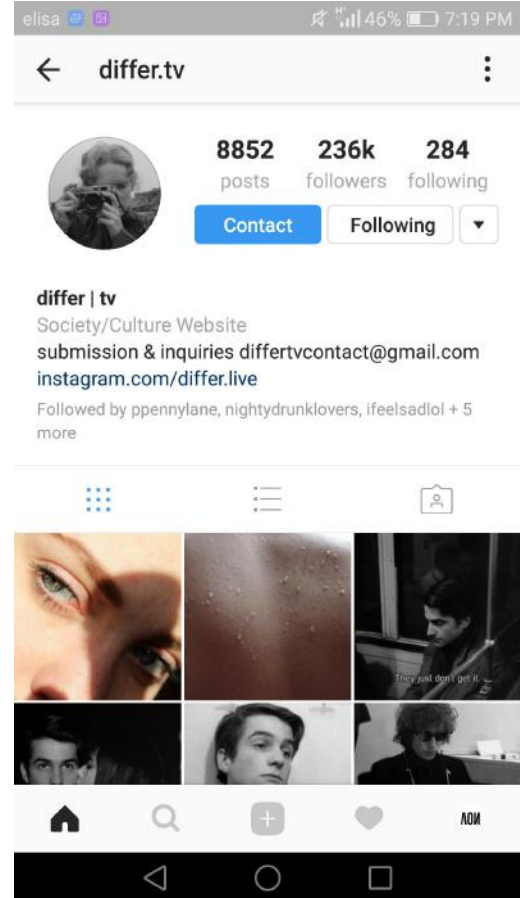 elisa H 46% 7:19 PM
differ.tv
8852 236k 284
posts followers following
Contact Following
differ | tv
Society/Culture Website
submission & inquiries differtvcontact@gmail.com
instagram.com/differ.live
Followed by ppennylane, nightydrunklovers, ifeelsadlol + 5
more
They just don't get it.